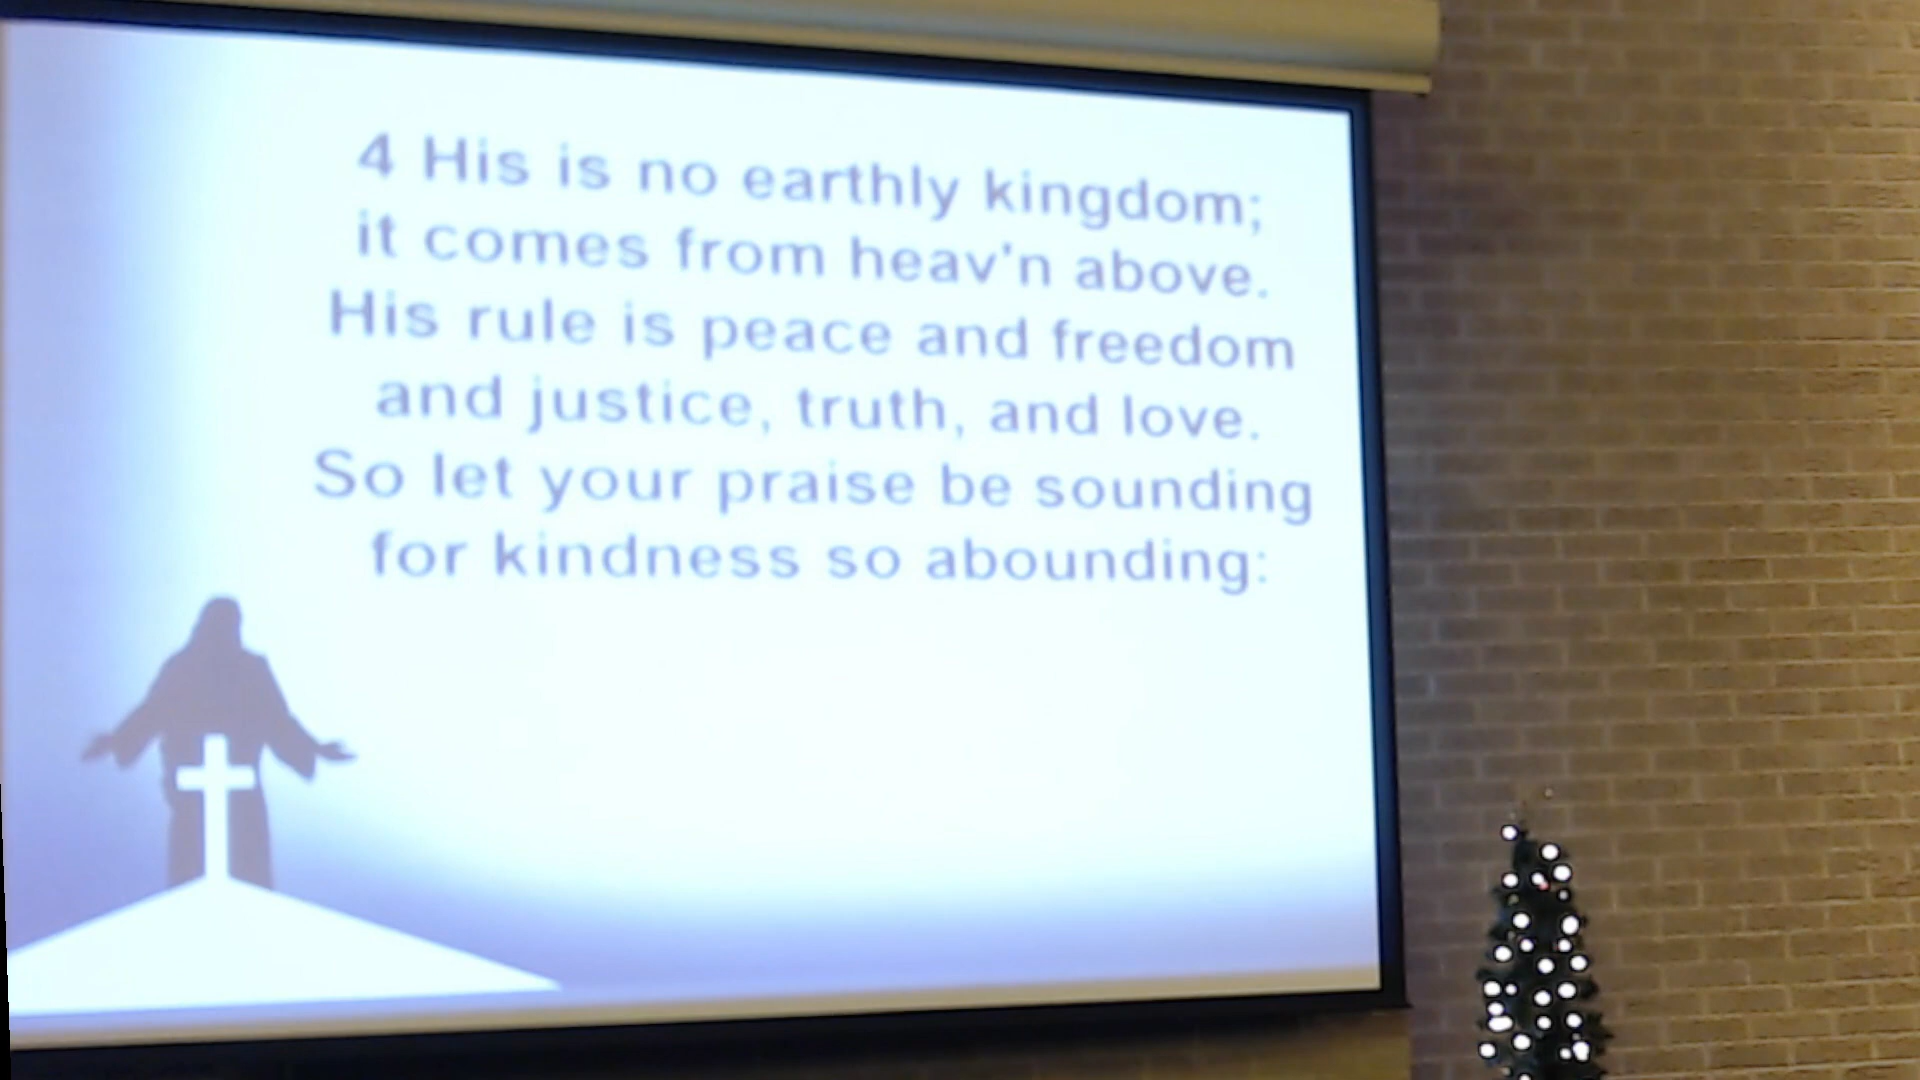 4 His is no earthly kingdom;
it comes from heav'n above.
His rule is peace and freedom
and justice, truth, and love.
So let your praise be sounding
for kindness so abounding: